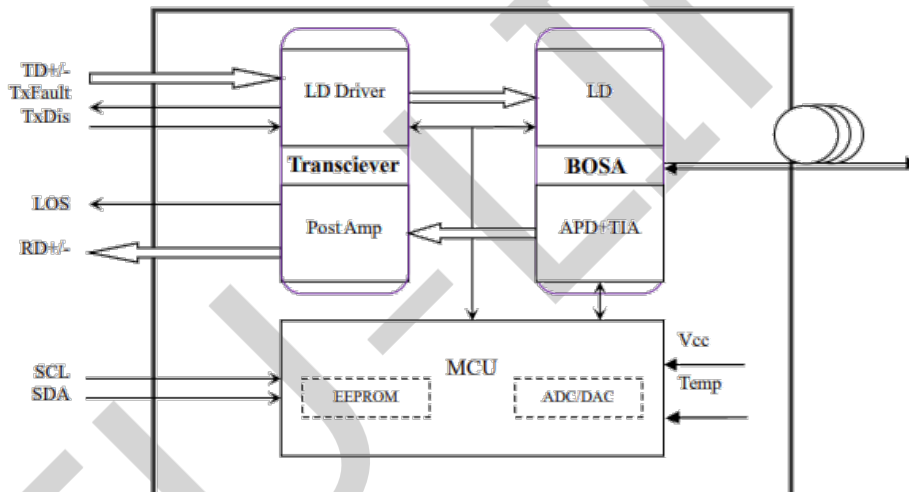 TD+/-
TxFault
TxDis
LD Driver
LD
Transciever
BOSA
LOS
Post Amp
APD+TIA
RD+/-
Vcc
MCU
SCL
Temp
SDA
EEPROM
ADC/DAC